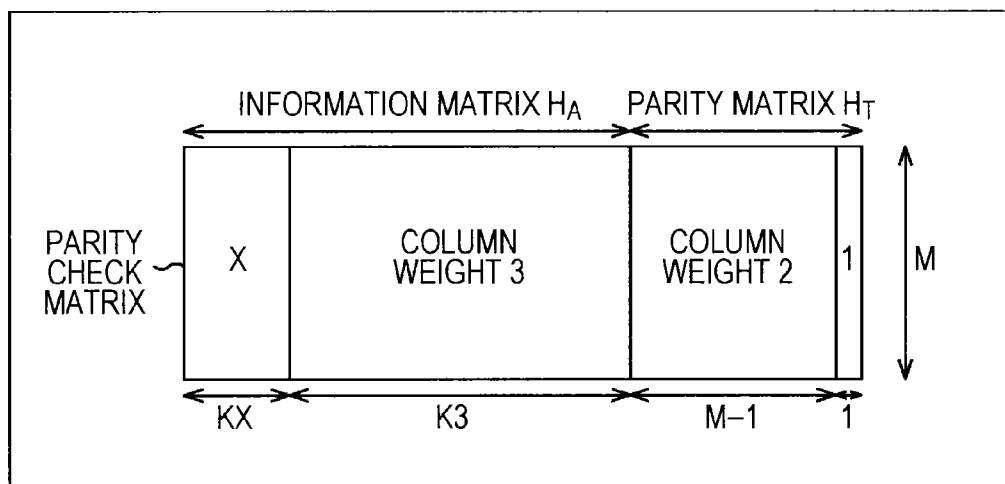 INFORMATION MATRIX HA
PARITY MATRIX HT
PARITY
CHECK
MATRIX
X
COLUMN
WEIGHT 3
COLUMN
WEIGHT 2
1
M
KX
K3
M–1
1